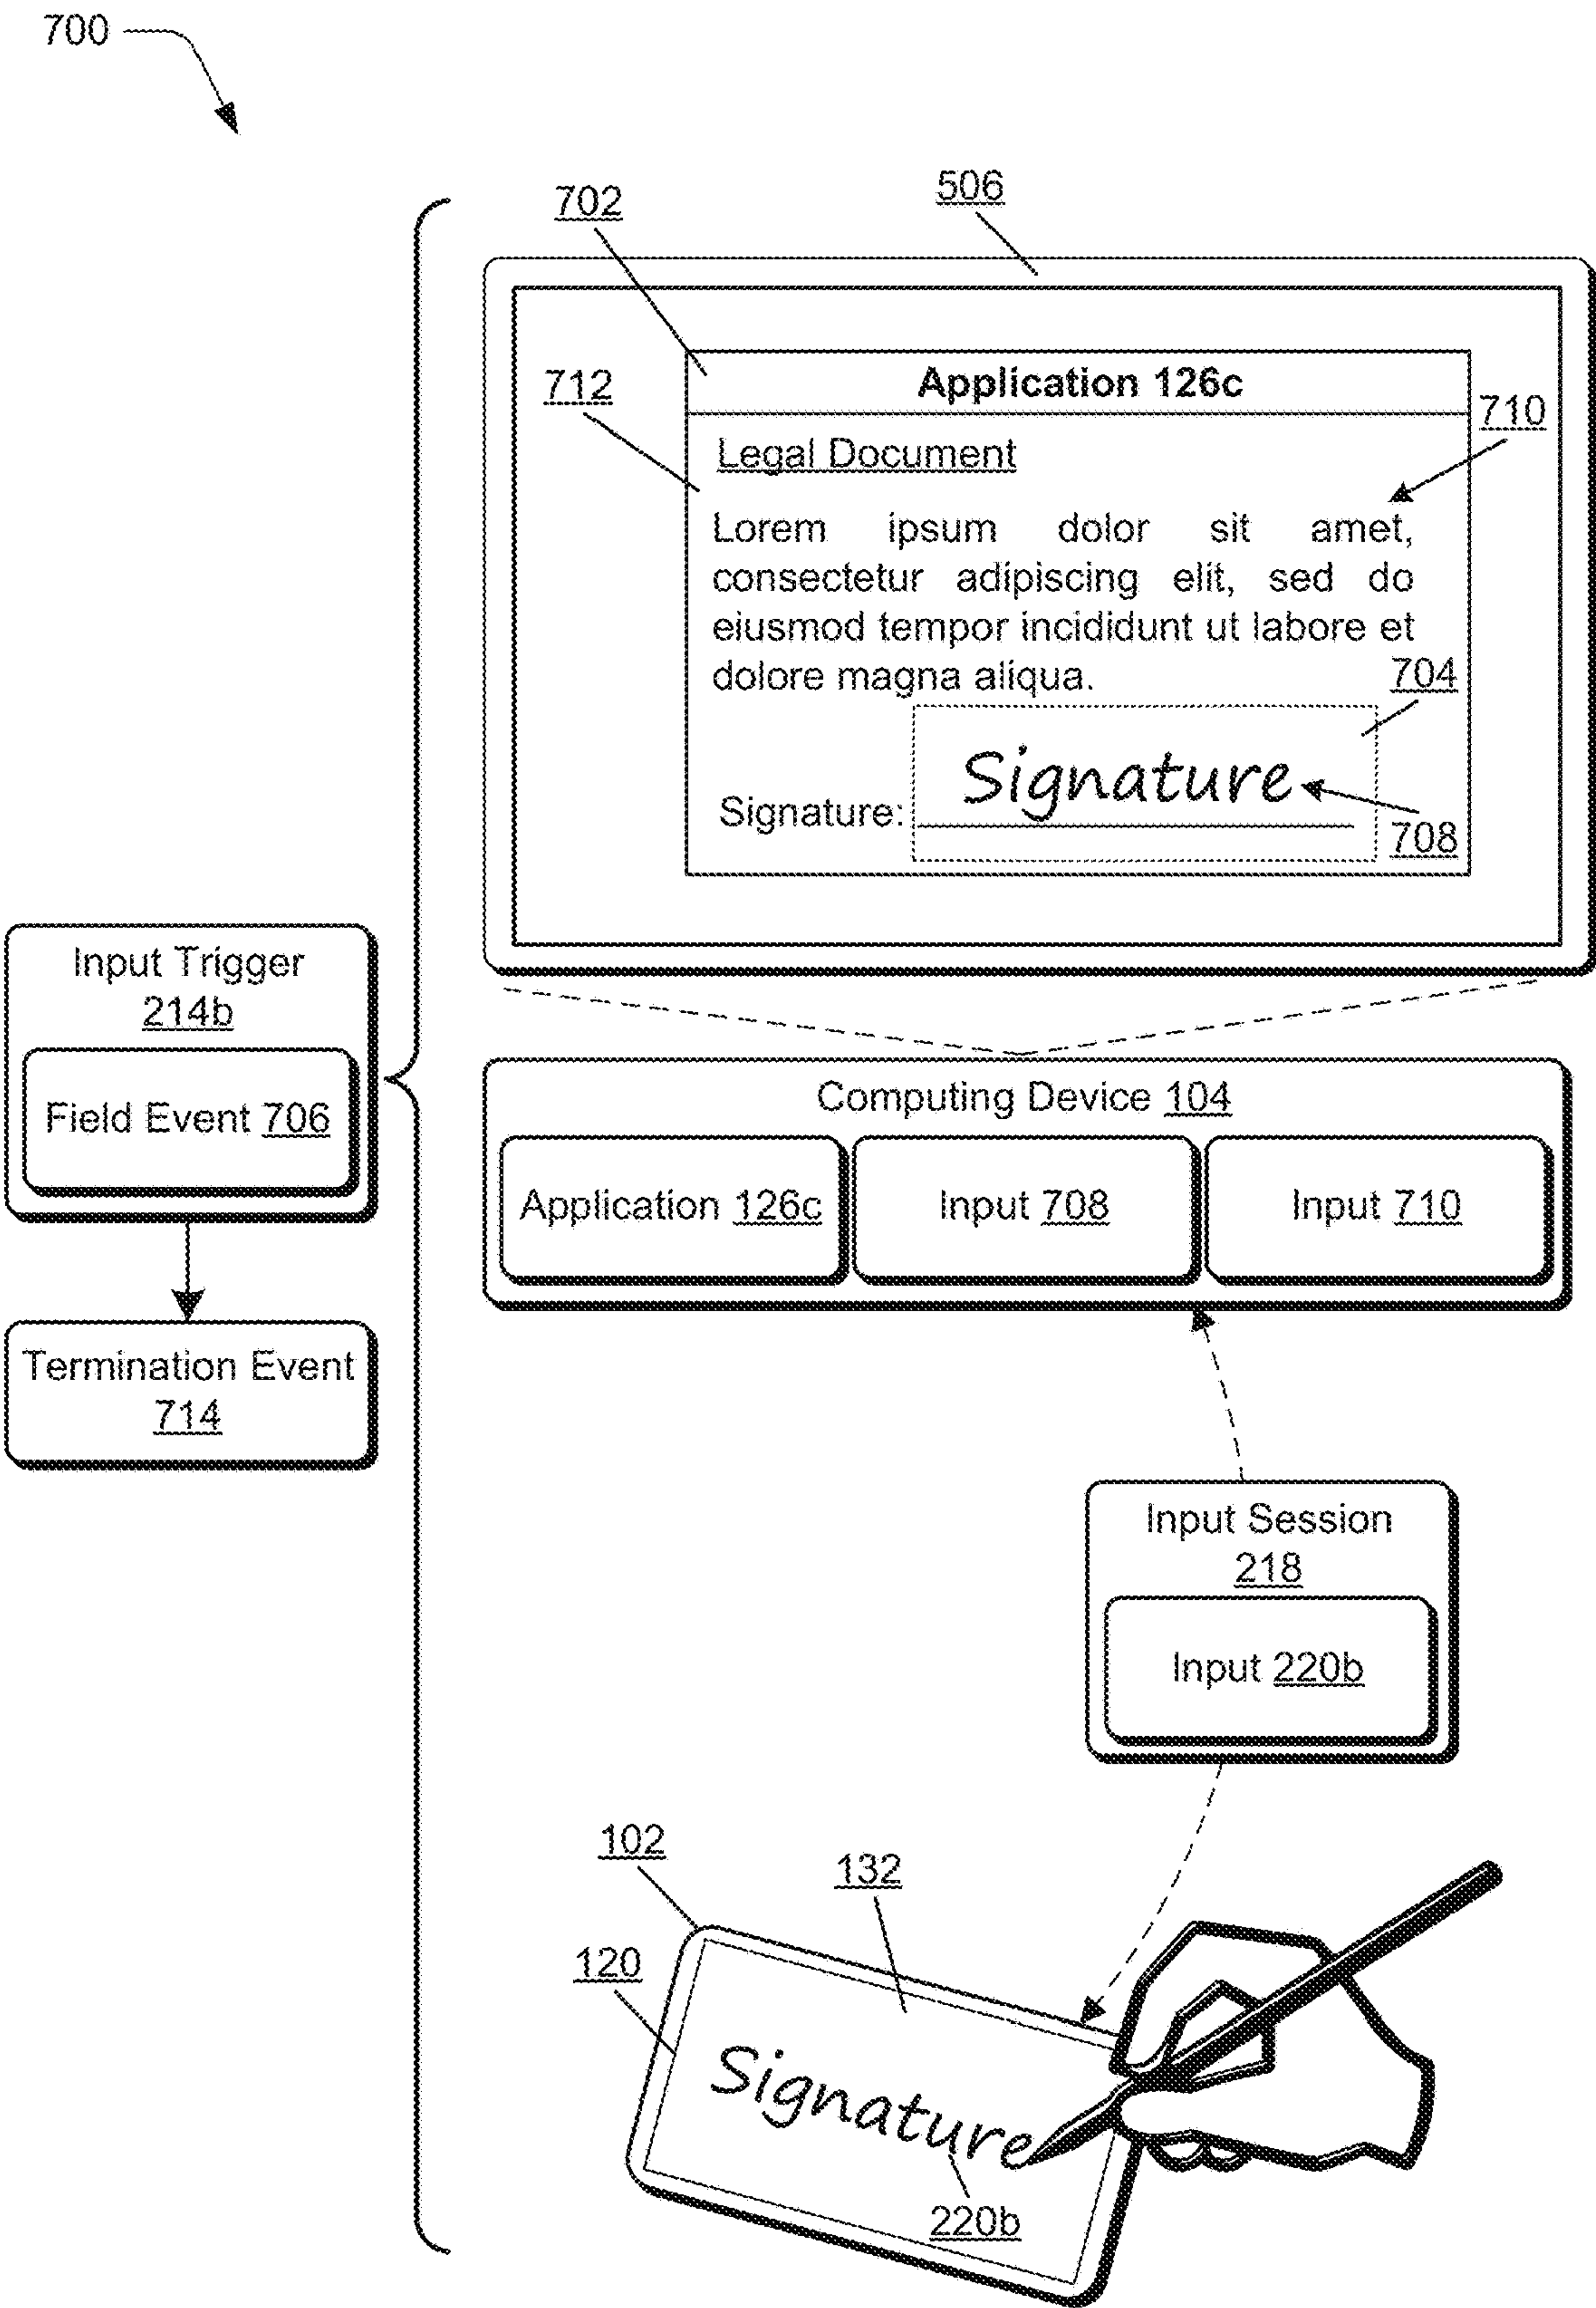 700
702
506
712
Application 126c
710
Legal Document
Lorem ipsum dolor sit amet,
consectetur adipiscing elit, sed do
eiusmod tempor incididunt ut labore et
dolore magna aliqua.
704
Signature
Signature:
708
Input Trigger
214b
Field Event 706
Termination Event
714
Computing Device 104
Application 126c
Input 708
Input 710
Input Session
218
Input 220b
102
132
120
Signature
220b